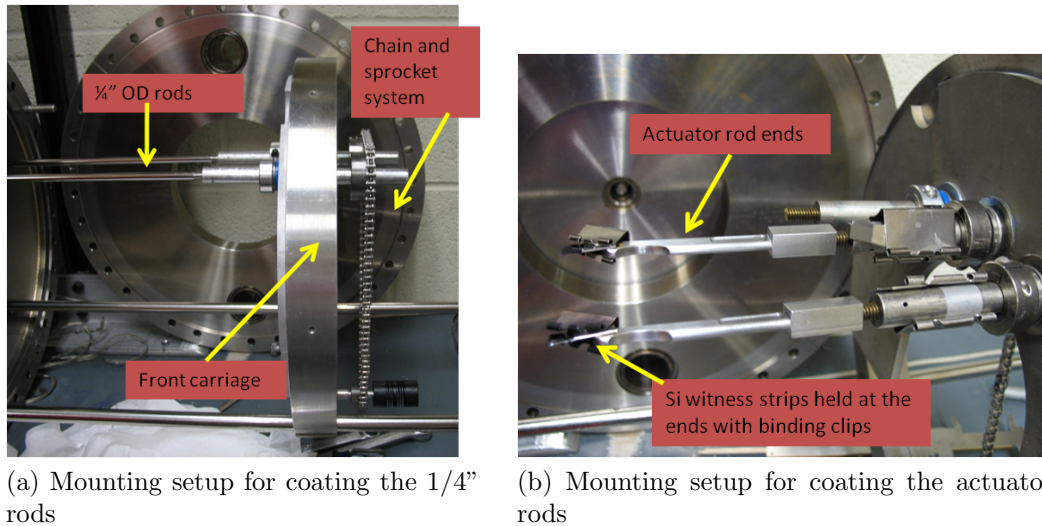 Chain and
sprocket
system
¼” OD rods
Front carriage
(a) Mounting setup for coating the 1/4”
rods
Actuator rod ends
Si witness strips held at the
ends with binding clips
(b) Mounting setup for coating the actuato
rods